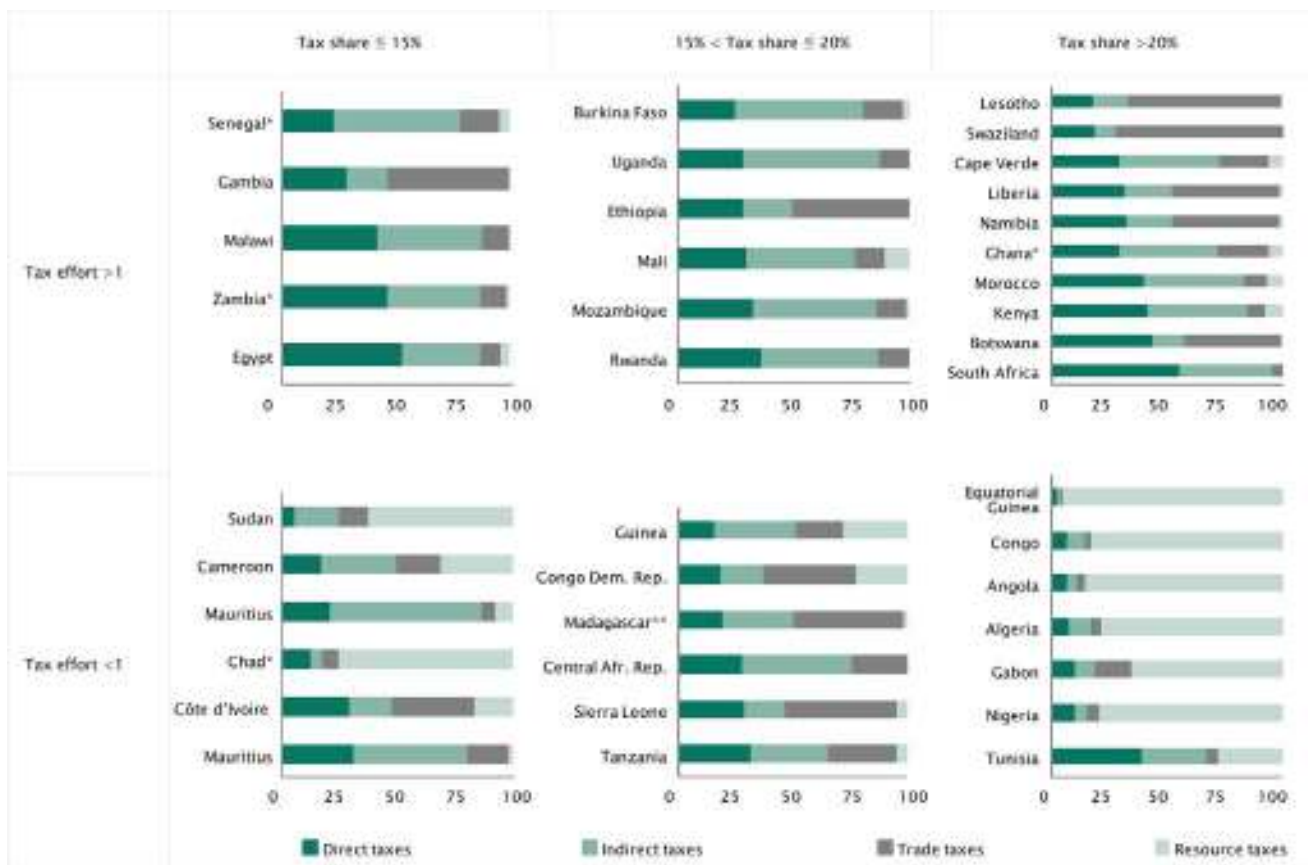 Tax share ≤ 15%
15% < Tax share ≤ 20%
Tax share >20%
Tax effort >1
Senegal*
Gambia
Malawi
Zambia*
Egypt
0 25 50 75 100
Burkina Faso
Uganda
Ethiopia
Mali
Mozambique
Rwanda
0 25 50 75 100
Lesotho
Swaziland
Cape Verde
Liberia
Namibia
Ghana*
Morocco
Kenya
Botswana
South Africa
0 25 50 75 100
Tax effort <1
Sudan
Cameroon
Mauritius
Chad*
Côte d'Ivoire
Mauritius
0 25 50 75 100
Guinea
Congo Dem. Rep.
Madagascar**
Central Afr. Rep.
Sierra Leone
Tanzania
0 25 50 75 100
Equatorial
Guinea
Congo
Angola
Algeria
Gabon
Nigeria
Tunisia
0 25 50 75 100
Direct taxes
Indirect taxes
Trade taxes
Resource taxes